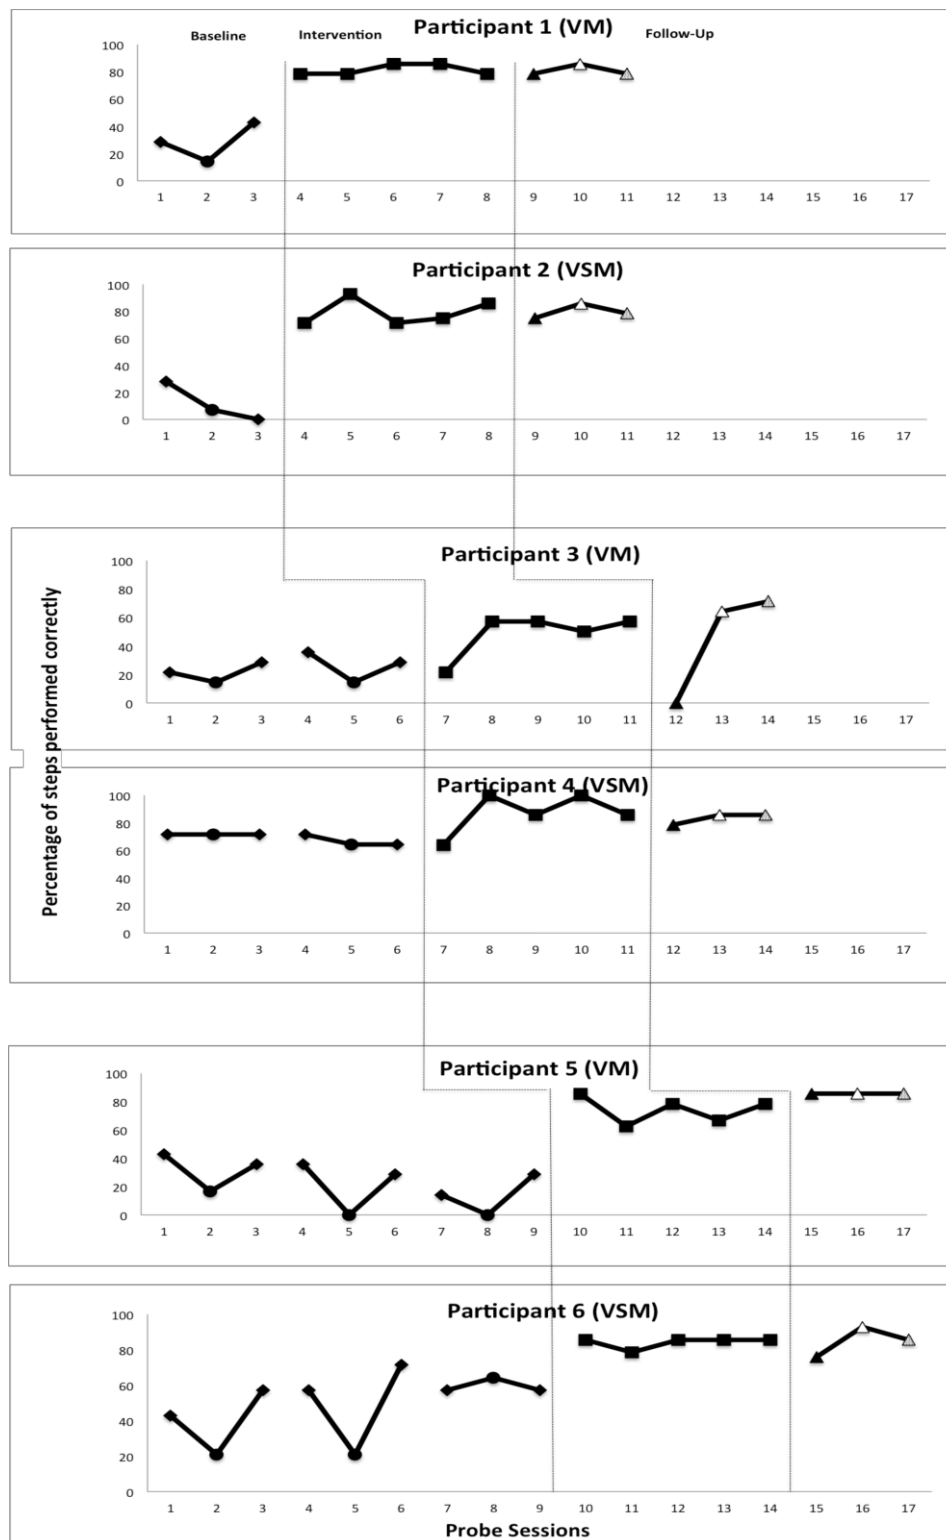 Participant 1 (VM)
Baseline Intervention Follow-Up
100
80
60
40
20
0
1 2 3 4 5 6 7 8 9 10 11 12 13 14 15 16 17
Participant 2 (VSM)
100
80
60
40
20
0
1 2 3 4 5 6 7 8 9 10 11 12 13 14 15 16 17
Percentage of steps performed correctly
Participant 3 (VM)
100
80
60
40
20
0
1 2 3 4 5 6 7 8 9 10 11 12 13 14 15 16 17
Participant 4 (VSM)
100
80
60
40
20
0
1 2 3 4 5 6 7 8 9 10 11 12 13 14 15 16 17
Participant 5 (VM)
100
80
60
40
20
0
1 2 3 4 5 6 7 8 9 10 11 12 13 14 15 16 17
Participant 6 (VSM)
100
80
60
40
20
0
1 2 3 4 5 6 7 8 9 10 11 12 13 14 15 16 17
Probe Sessions